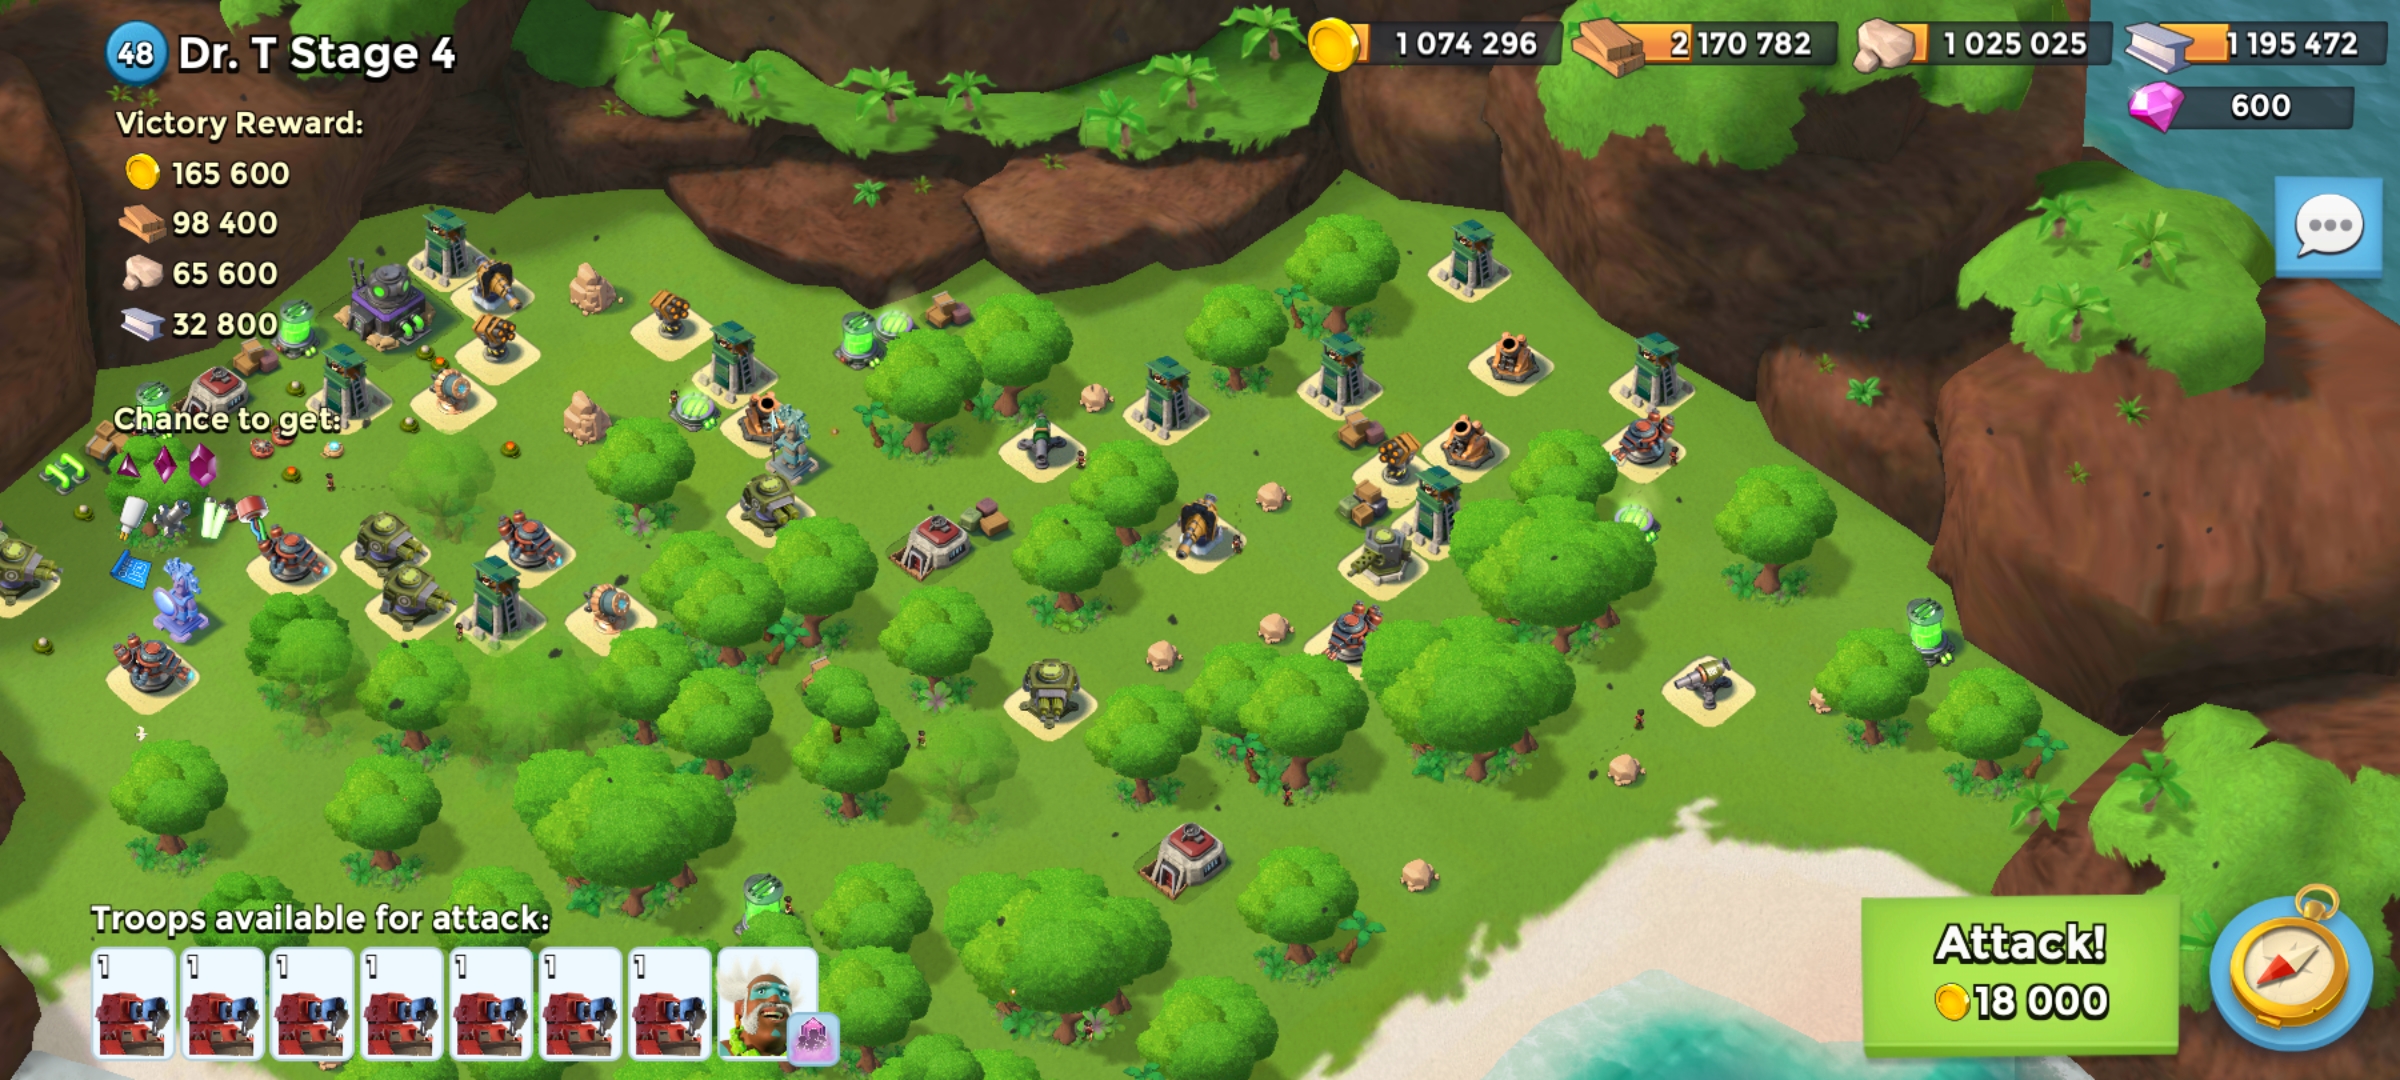 48 Dr. T Stage 4
1 074 296
2 170 782
1 025 025
1 195 472
600
Victory Reward:
165 600
98 400
65 600
32 800
Chance to get:
Troops available for attack:
1 1 1 1 1 1 1
Attack!
18 000